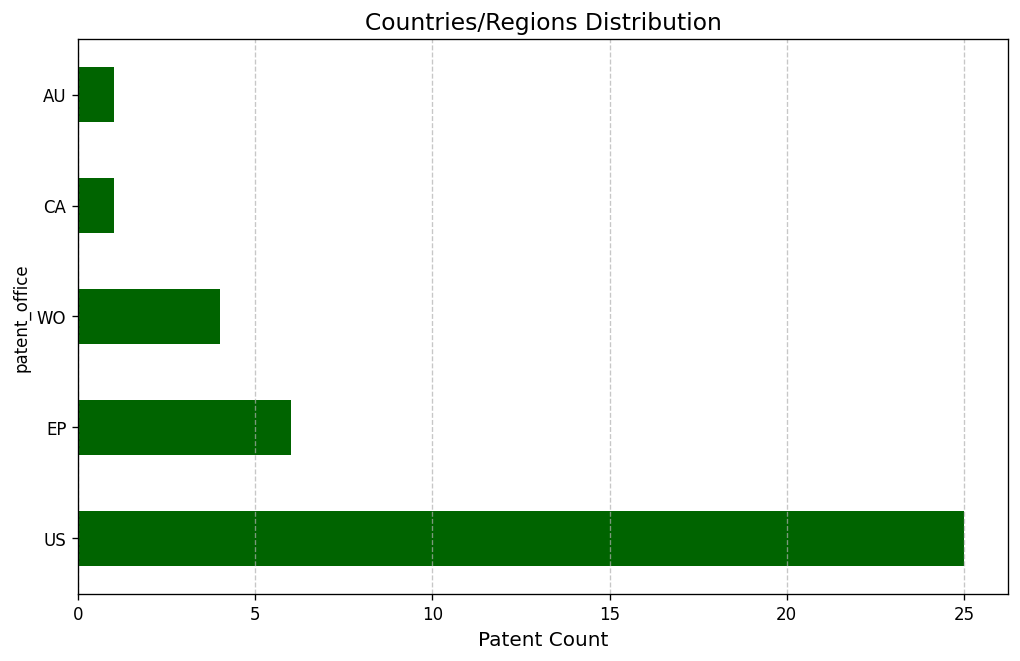 Countries/Regions Distribution
patent_office
AU
CA
WO
EP
US
0 5 10 15 20 25
Patent Count